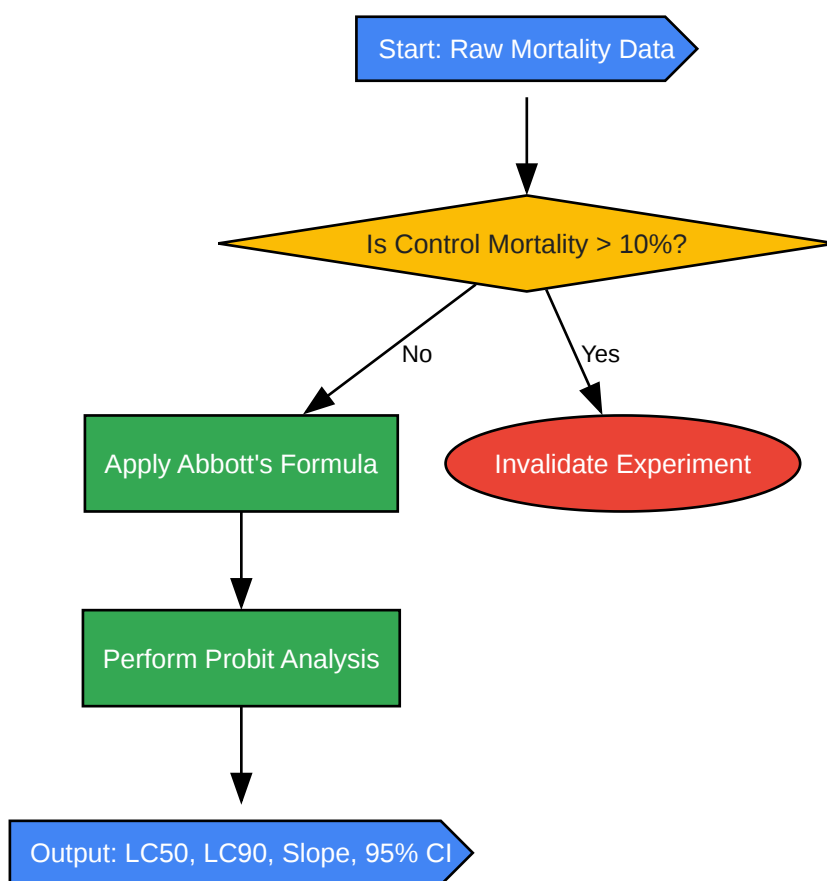 Start: Raw Mortality Data
Is Control Mortality > 10%?
No
Yes
Apply Abbott's Formula
Invalidate Experiment
Perform Probit Analysis
Output: LC50, LC90, Slope, 95% CI